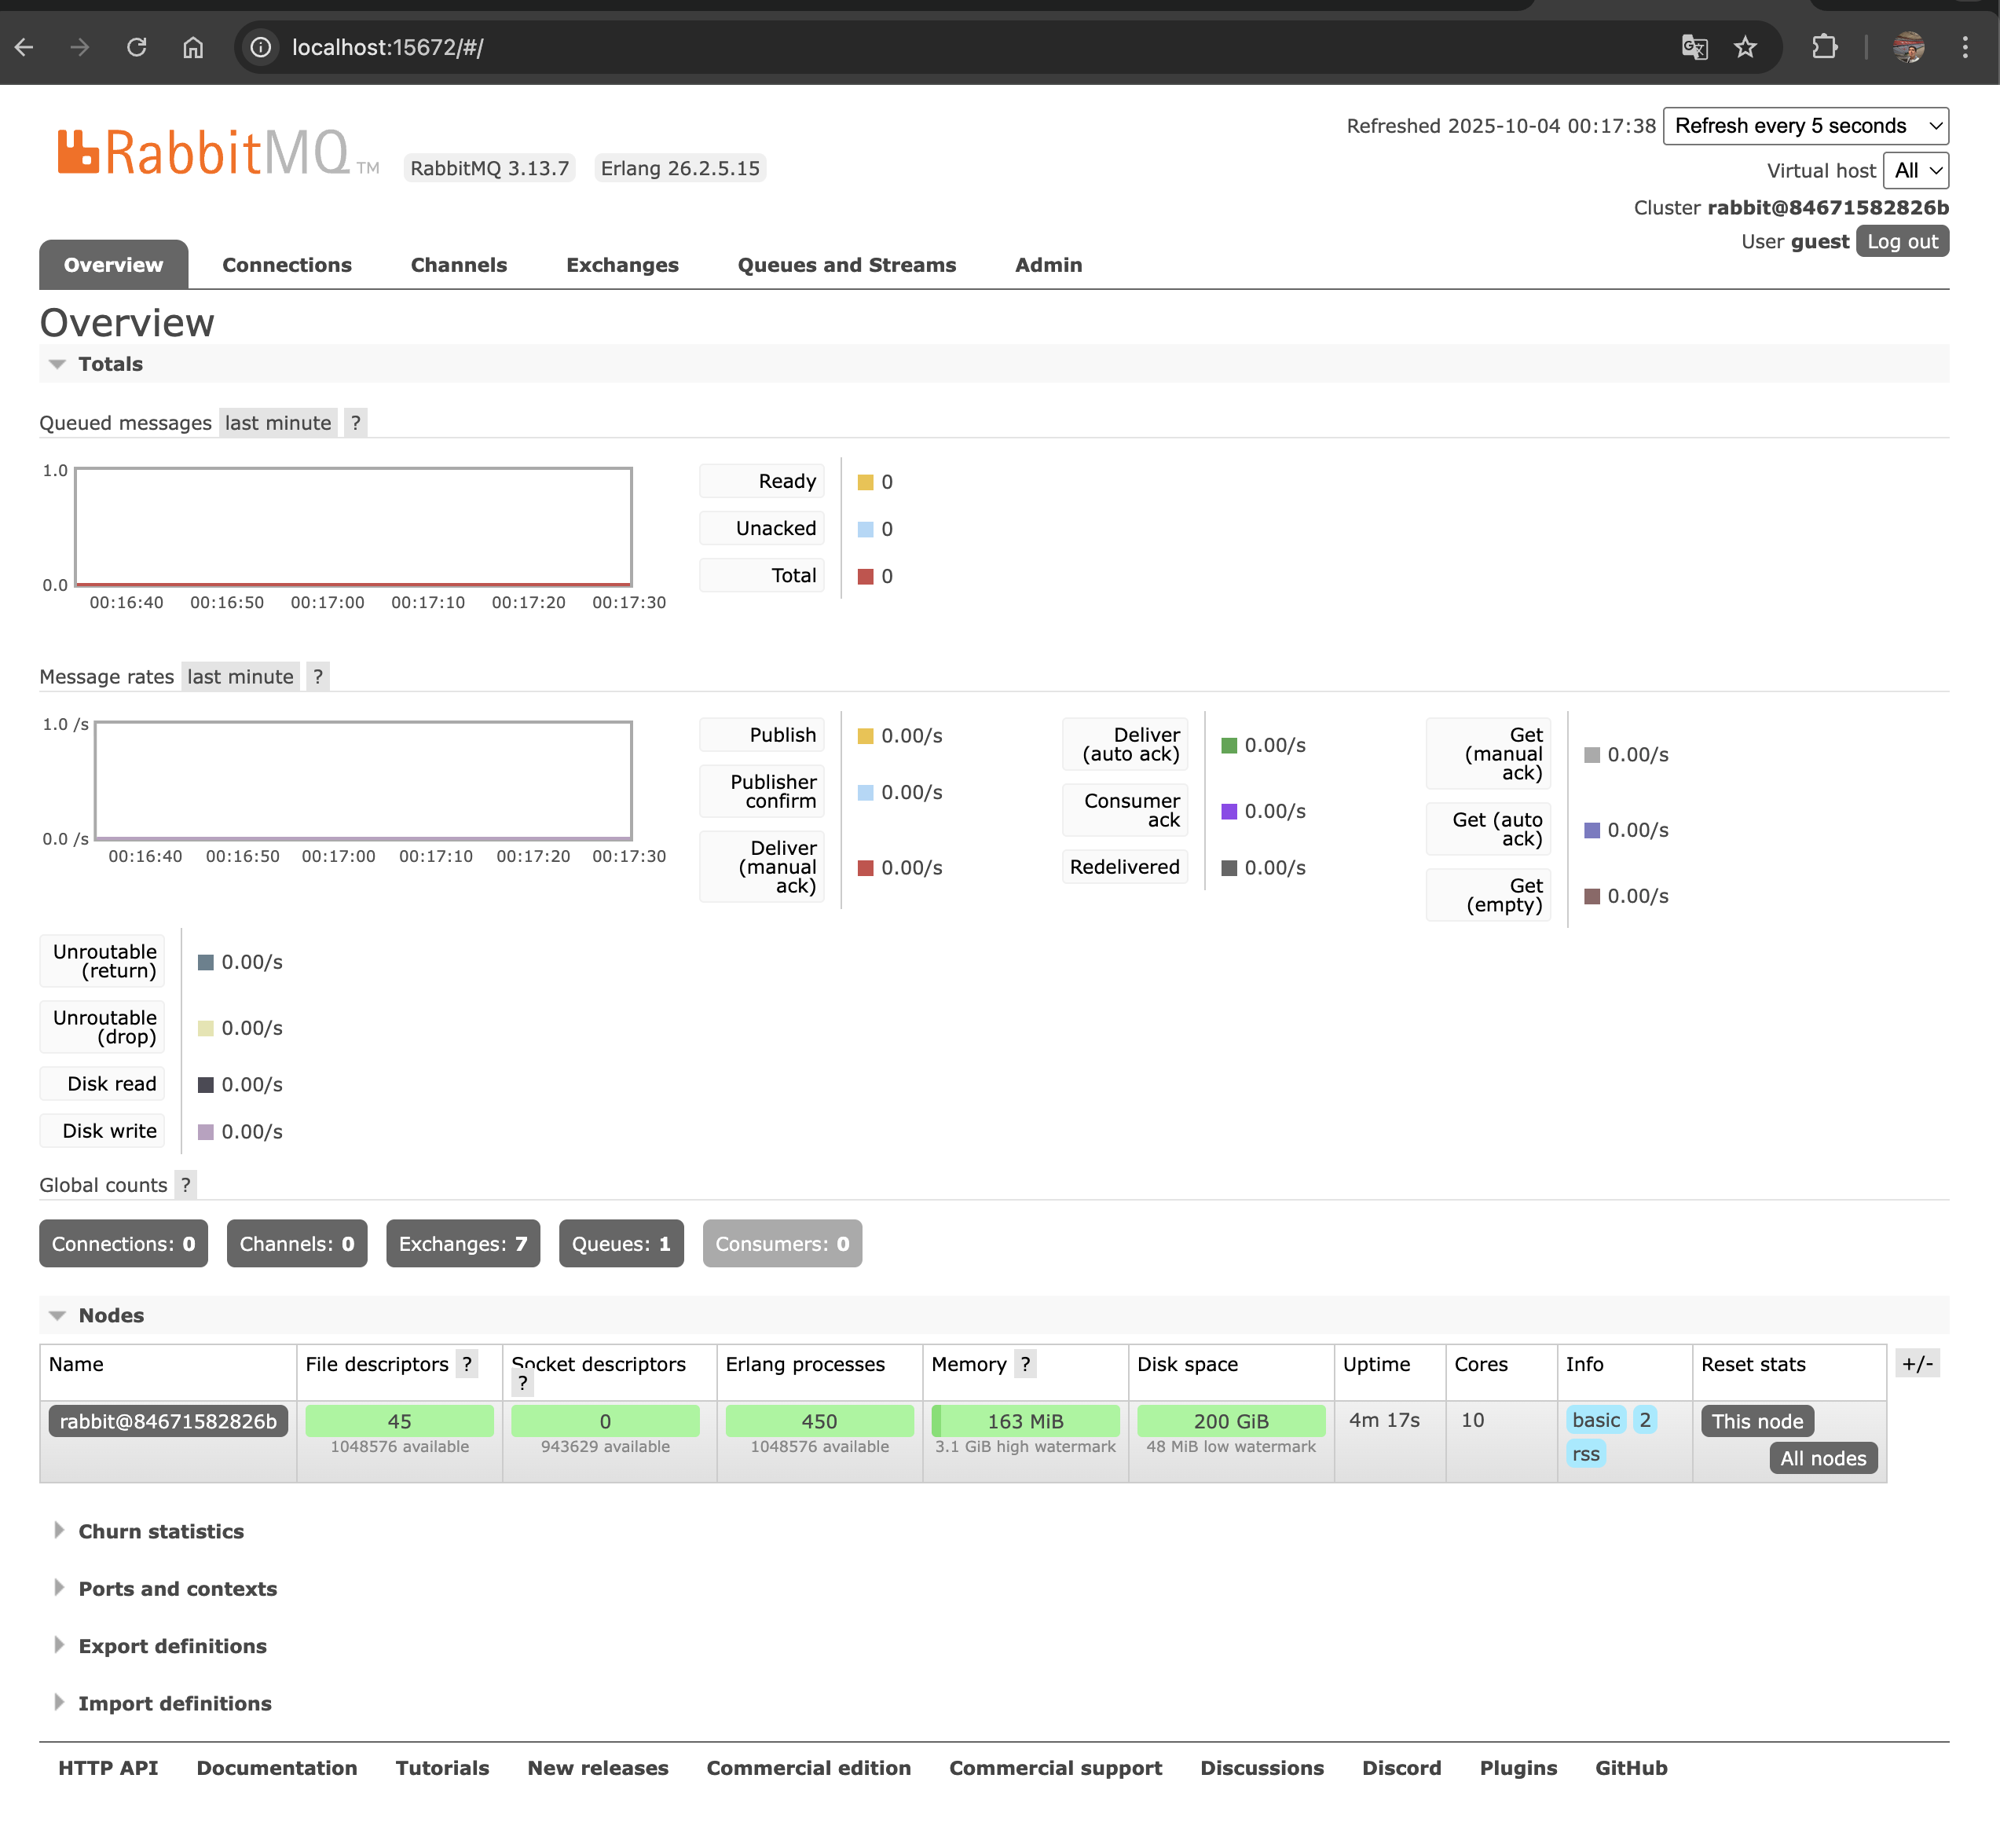 localhost:15672/#/
RabbitMQ TM
RabbitMQ 3.13.7 Erlang 26.2.5.15
Refreshed 2025-10-04 00:17:38 Refresh every 5 seconds
Virtual host All
Cluster rabbit@84671582826b
User guest Log out
Overview Connections Channels Exchanges Queues and Streams Admin
Overview
Totals
Queued messages last minute ?
1.0
0.0
00:16:40 00:16:50 00:17:00 00:17:10 00:17:20 00:17:30
Ready 0
Unacked 0
Total 0
Message rates last minute ?
1.0 /s
0.0 /s
00:16:40 00:16:50 00:17:00 00:17:10 00:17:20 00:17:30
Publish 0.00/s
Publisher
confirm 0.00/s
Deliver
(manual
ack) 0.00/s
Deliver
(auto ack) 0.00/s
Consumer
ack 0.00/s
Redelivered 0.00/s
Get
(manual
ack) 0.00/s
Get (auto
ack) 0.00/s
Get
(empty) 0.00/s
Unroutable
(return) 0.00/s
Unroutable
(drop) 0.00/s
Disk read 0.00/s
Disk write 0.00/s
Global counts ?
Connections: 0 Channels: 0 Exchanges: 7 Queues: 1 Consumers: 0
Nodes
Name File descriptors ? Socket descriptors ? Erlang processes Memory ? Disk space Uptime Cores Info Reset stats +/-
rabbit@84671582826b 45 0 450 163 MiB 200 GiB 4m 17s 10 basic 2 This node
1048576 available 943629 available 1048576 available 3.1 GiB high watermark 48 MiB low watermark rss All nodes
Churn statistics
Ports and contexts
Export definitions
Import definitions
HTTP API Documentation Tutorials New releases Commercial edition Commercial support Discussions Discord Plugins GitHub